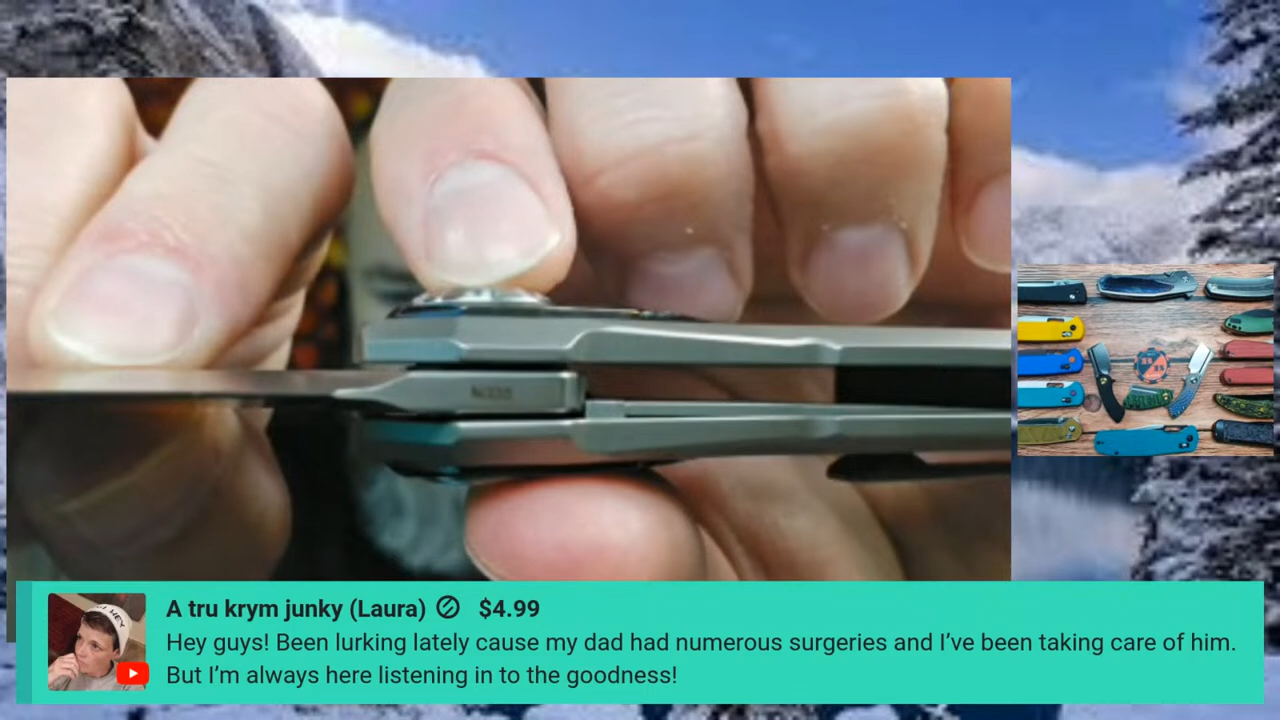 A tru krym junky (Laura) $4.99
Hey guys! Been lurking lately cause my dad had numerous surgeries and I've been taking care of him.
But I'm always here listening in to the goodness!